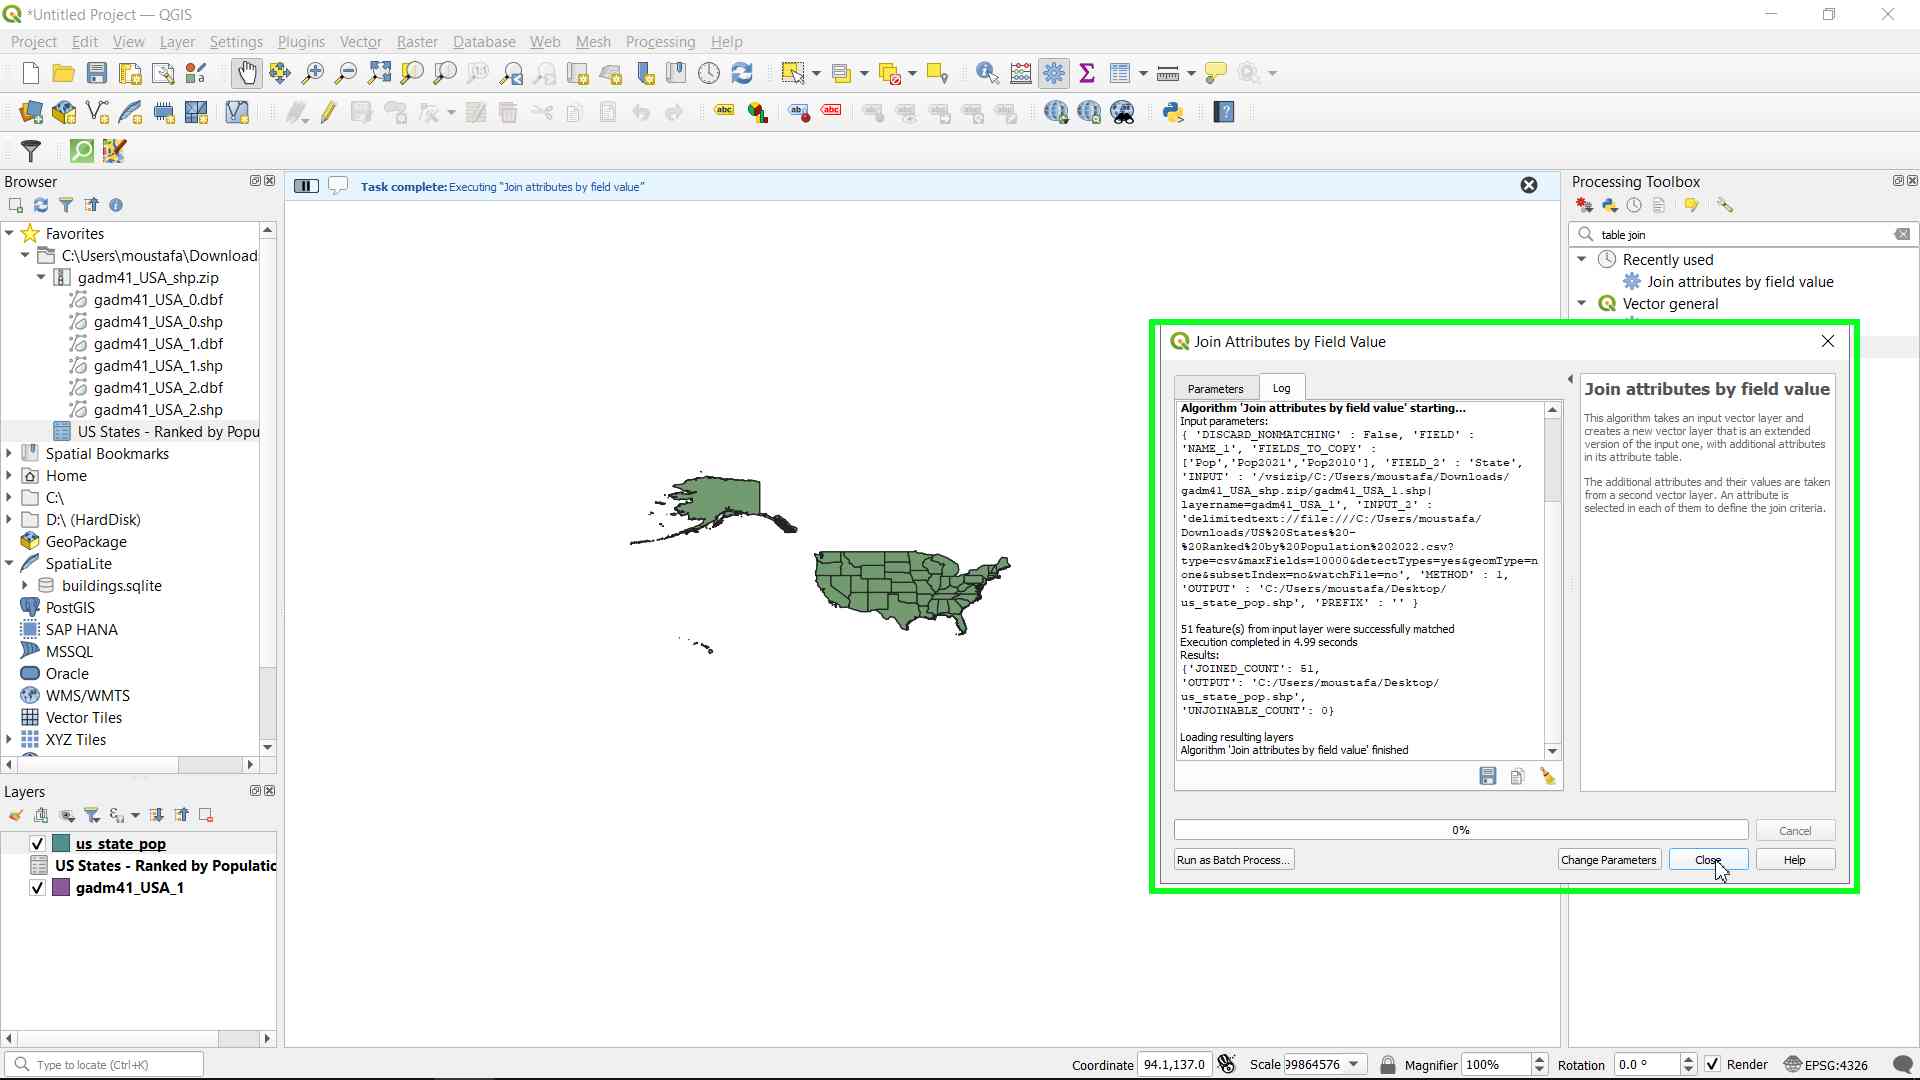 *Untitled Project — QGIS
Project Edit View Layer Settings Plugins Vector Raster Database Web Mesh Processing Help
abc abc abc
Browser
Favorites
C:\Users\moustafa\Download
gadm41_USA_shp.zip
gadm41_USA_0.dbf
gadm41_USA_0.shp
gadm41_USA_1.dbf
gadm41_USA_1.shp
gadm41_USA_2.dbf
gadm41_USA_2.shp
US States - Ranked by Popu
Spatial Bookmarks
Home
C:\
D:\ (HardDisk)
GeoPackage
SpatiaLite
buildings.sqlite
PostGIS
SAP HANA
MSSQL
Oracle
WMS/WMTS
Vector Tiles
XYZ Tiles
Layers
us_state_pop
US States - Ranked by Populatic
gadm41_USA_1
Task complete: Executing "Join attributes by field value"
Processing Toolbox
table join
Recently used
Join attributes by field value
Vector general
Join Attributes by Field Value
Parameters Log
Algorithm 'Join attributes by field value' starting...
Input parameters:
{ 'DISCARD_NONMATCHING' : False, 'FIELD' :
'NAME_1', 'FIELDS_TO_COPY' :
['Pop','Pop2021','Pop2010'], 'FIELD_2' : 'State',
'INPUT' : '/vsizip/C:/Users/moustafa/Downloads/
gadm41_USA_shp.zip/gadm41_USA_1.shp|
layername=gadm41_USA_1', 'INPUT_2' :
'delimitedtext://file:///C:/Users/moustafa/
Downloads/US%20States%20-
%20Ranked%20by%20Population%202022.csv?
type=csv&maxFields=10000&detectTypes=yes&geomType=n
one&subsetIndex=no&watchFile=no', 'METHOD' : 1,
'OUTPUT' : 'C:/Users/moustafa/Desktop/
us_state_pop.shp', 'PREFIX' : '' }
51 feature(s) from input layer were successfully matched
Execution completed in 4.99 seconds
Results:
{'JOINED_COUNT': 51,
'OUTPUT': 'C:/Users/moustafa/Desktop/
us_state_pop.shp',
'UNJOINABLE_COUNT': 0}
Loading resulting layers
Algorithm 'Join attributes by field value' finished
Join attributes by field value
This algorithm takes an input vector layer and
creates a new vector layer that is an extended
version of the input one, with additional attributes
in its attribute table.
The additional attributes and their values are taken
from a second vector layer. An attribute is
selected in each of them to define the join criteria.
0% Cancel
Run as Batch Process... Change Parameters Close Help
Type to locate (Ctrl+K) Coordinate 94.1,137.0 Scale 99864576 Magnifier 100% Rotation 0.0 ° Render EPSG:4326